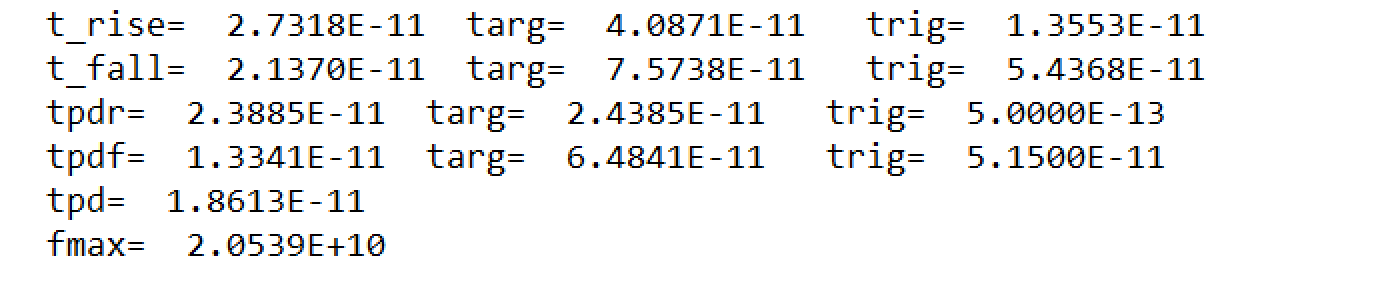 t_rise=  2.7318E-11  targ=  4.0871E-11   trig=  1.3553E-11
t_fall=  2.1370E-11  targ=  7.5738E-11   trig=  5.4368E-11
tpdr=  2.3885E-11  targ=  2.4385E-11   trig=  5.0000E-13
tpdf=  1.3341E-11  targ=  6.4841E-11   trig=  5.1500E-11
tpd=  1.8613E-11
fmax=  2.0539E+10